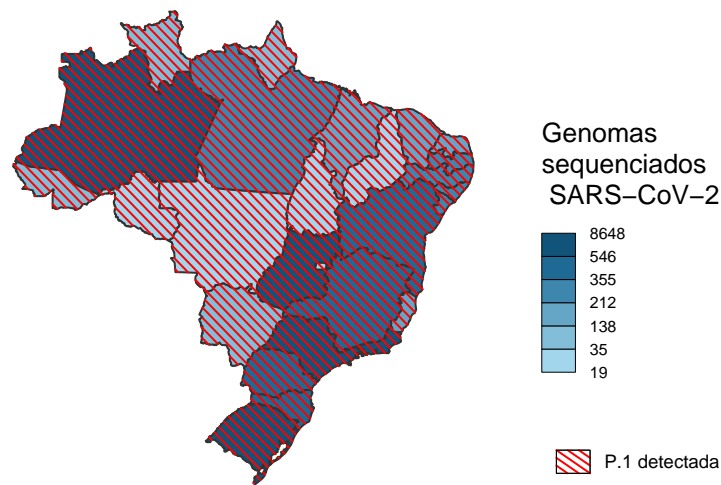 Genomas
sequenciados
SARS−CoV−2
8648
546
355
212
138
35
19
P.1 detectada